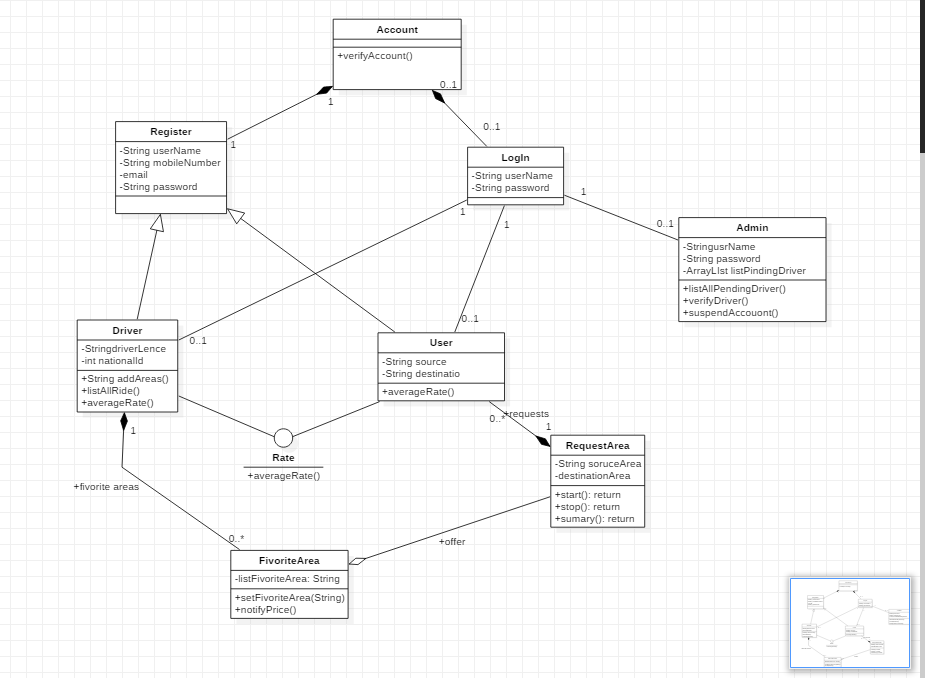 Account
+verifyAccount()
0..1
1
0..1
Register
-String userName
-String mobileNumber
-email
-String password
1
LogIn
-String userName
-String password
1
1
1
0..1
Admin
-StringusrName
-String password
-ArrayLIst listPindingDriver
+listAllPendingDriver()
+verifyDriver()
+suspendAccouont()
Driver
-StringdriverLence
-int nationalId
+String addAreas()
+listAllRide()
+averageRate()
0..1
0..1
User
-String source
-String destinatio
+averageRate()
0..*
+requests
1
1
RequestArea
-String soruceArea
-destinationArea
+start(): return
+stop(): return
+sumary(): return
Rate
+averageRate()
+fivorite areas
0..*
+offer
FivoriteArea
-listFivoriteArea: String
+setFivoriteArea(String)
+notifyPrice()